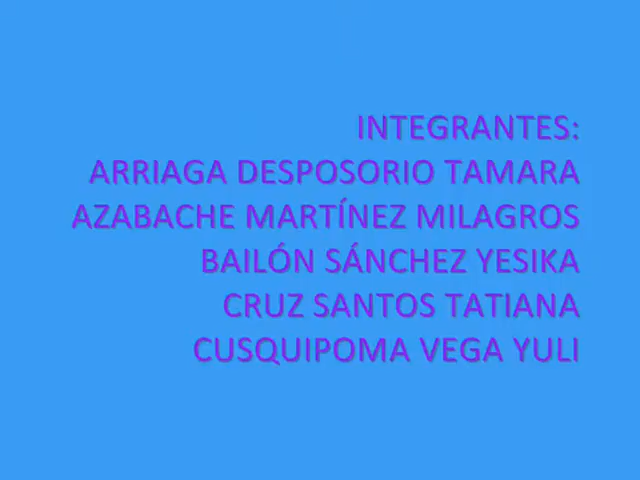 INTEGRANTES:
ARRIAGA DESPOSORIO TAMARA
AZABACHE MARTÍNEZ MILAGROS
BAILÓN SÁNCHEZ YESIKA
CRUZ SANTOS TATIANA
CUSQUIPOMA VEGA YULI